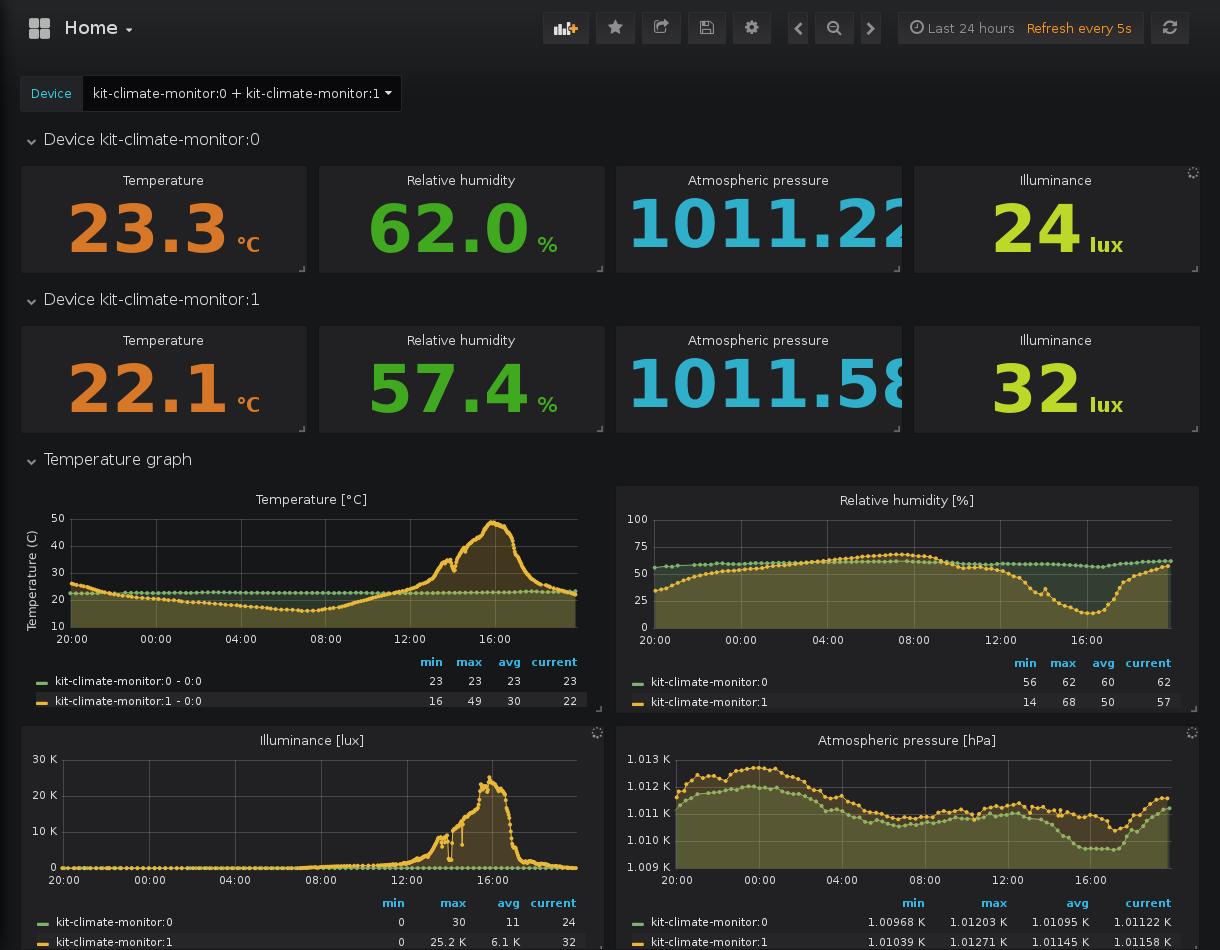 Home
Last 24 hours Refresh every 5s
Device kit-climate-monitor:0 + kit-climate-monitor:1
Device kit-climate-monitor:0
Temperature Relative humidity Atmospheric pressure Illuminance
23.3 °C 62.0 % 1011.22 24 lux
Device kit-climate-monitor:1
Temperature Relative humidity Atmospheric pressure Illuminance
22.1 °C 57.4 % 1011.58 32 lux
Temperature graph
Temperature [°C]
Temperature (C)
50
40
30
20
10
20:00 00:00 04:00 08:00 12:00 16:00
min max avg current
kit-climate-monitor:0 - 0:0 23 23 23 23
kit-climate-monitor:1 - 0:0 16 49 30 22
Relative humidity [%]
100
75
50
25
0
20:00 00:00 04:00 08:00 12:00 16:00
min max avg current
kit-climate-monitor:0 56 62 60 62
kit-climate-monitor:1 14 68 50 57
Illuminance [lux]
30 K
20 K
10 K
0
20:00 00:00 04:00 08:00 12:00 16:00
min max avg current
kit-climate-monitor:0 0 30 11 24
kit-climate-monitor:1 0 25.2 K 6.1 K 32
Atmospheric pressure [hPa]
1.013 K
1.012 K
1.011 K
1.010 K
1.009 K
20:00 00:00 04:00 08:00 12:00 16:00
min max avg current
kit-climate-monitor:0 1.00968 K 1.01203 K 1.01095 K 1.01122 K
kit-climate-monitor:1 1.01039 K 1.01271 K 1.01145 K 1.01158 K